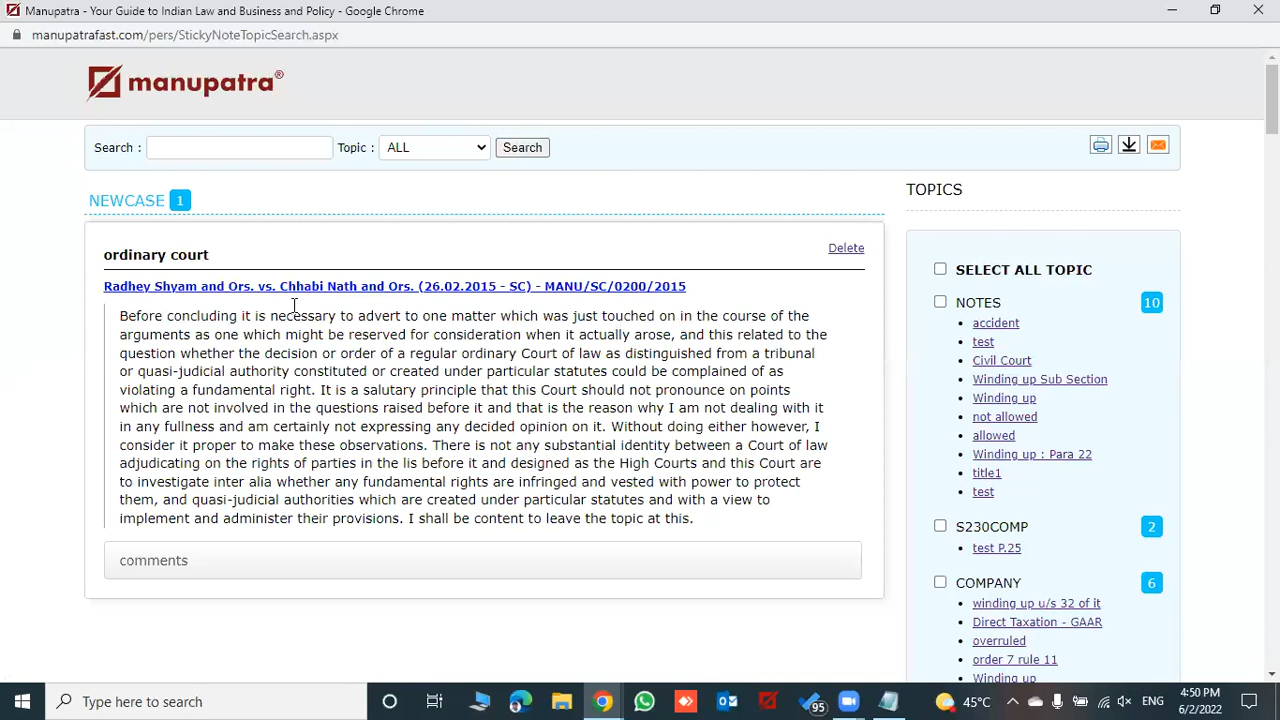 Manupatra - Your Guide to Indian Law and Business and Policy - Google Chrome
manupatrafast.com/pers/StickyNoteTopicSearch.aspx
manupatra®
Search : Topic : ALL Search
NEWCASE 1
ordinary court Delete
Radhey Shyam and Ors. vs. Chhabi Nath and Ors. (26.02.2015 - SC) - MANU/SC/0200/2015
Before concluding it is necessary to advert to one matter which was just touched on in the course of the
arguments as one which might be reserved for consideration when it actually arose, and this related to the
question whether the decision or order of a regular ordinary Court of law as distinguished from a tribunal
or quasi-judicial authority constituted or created under particular statutes could be complained of as
violating a fundamental right. It is a salutary principle that this Court should not pronounce on points
which are not involved in the questions raised before it and that is the reason why I am not dealing with it
in any fullness and am certainly not expressing any decided opinion on it. Without doing either however, I
consider it proper to make these observations. There is not any substantial identity between a Court of law
adjudicating on the rights of parties in the lis before it and designed as the High Courts and this Court are
to investigate inter alia whether any fundamental rights are infringed and vested with power to protect
them, and quasi-judicial authorities which are created under particular statutes and with a view to
implement and administer their provisions. I shall be content to leave the topic at this.
comments
TOPICS
SELECT ALL TOPIC
NOTES 10
accident
test
Civil Court
Winding up Sub Section
Winding up
not allowed
allowed
Winding up : Para 22
title1
test
S230COMP 2
test P.25
COMPANY 6
winding up u/s 32 of it
Direct Taxation - GAAR
overruled
order 7 rule 11
Winding up
Type here to search
95
45°C
ENG
4:50 PM
6/2/2022